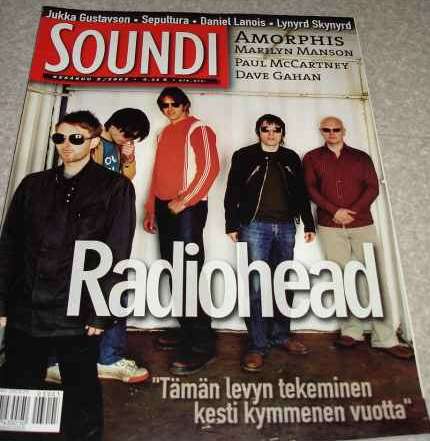 Jukka Gustavson - Sepultura - Daniel Lanois - Lynyrd Skynyrd
SOUNDI
AMORPHIS
MARILYN MANSON
PAUL MCCARTNEY
DAVE GAHAN
Radiohead
"Tämän levyn tekeminen
kesti kymmenen vuotta"